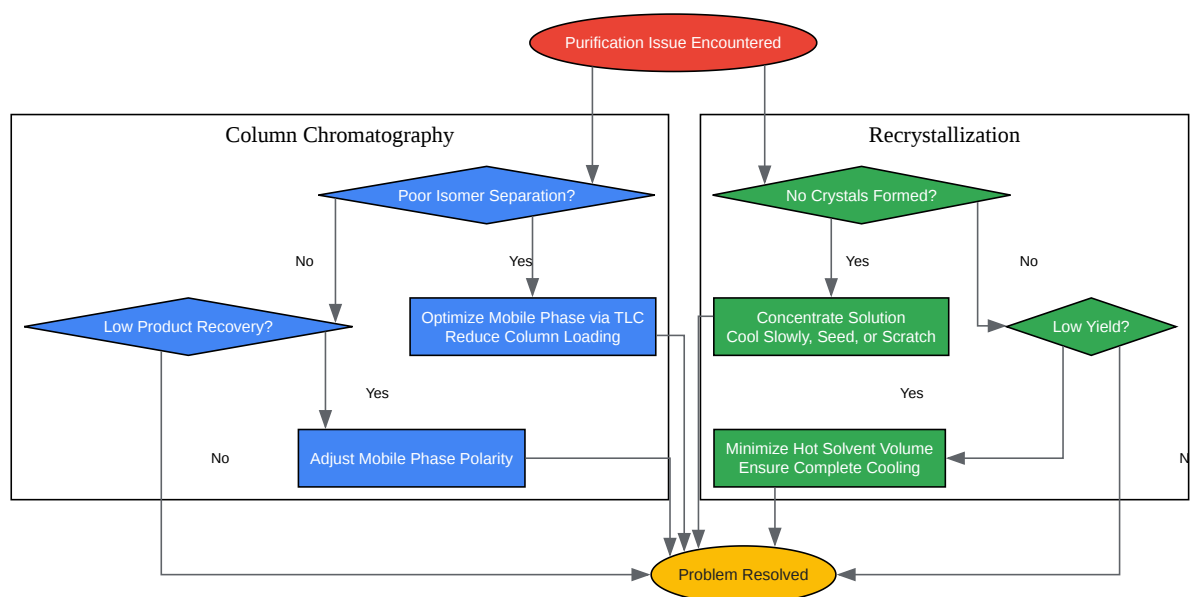 Purification Issue Encountered
Column Chromatography
Recrystallization
Poor Isomer Separation?
No Crystals Formed?
No
Yes
Yes
No
Low Product Recovery?
Optimize Mobile Phase via TLC
Reduce Column Loading
Concentrate Solution
Cool Slowly, Seed, or Scratch
Low Yield?
Yes
Yes
No
Adjust Mobile Phase Polarity
Minimize Hot Solvent Volume
Ensure Complete Cooling
N
Problem Resolved